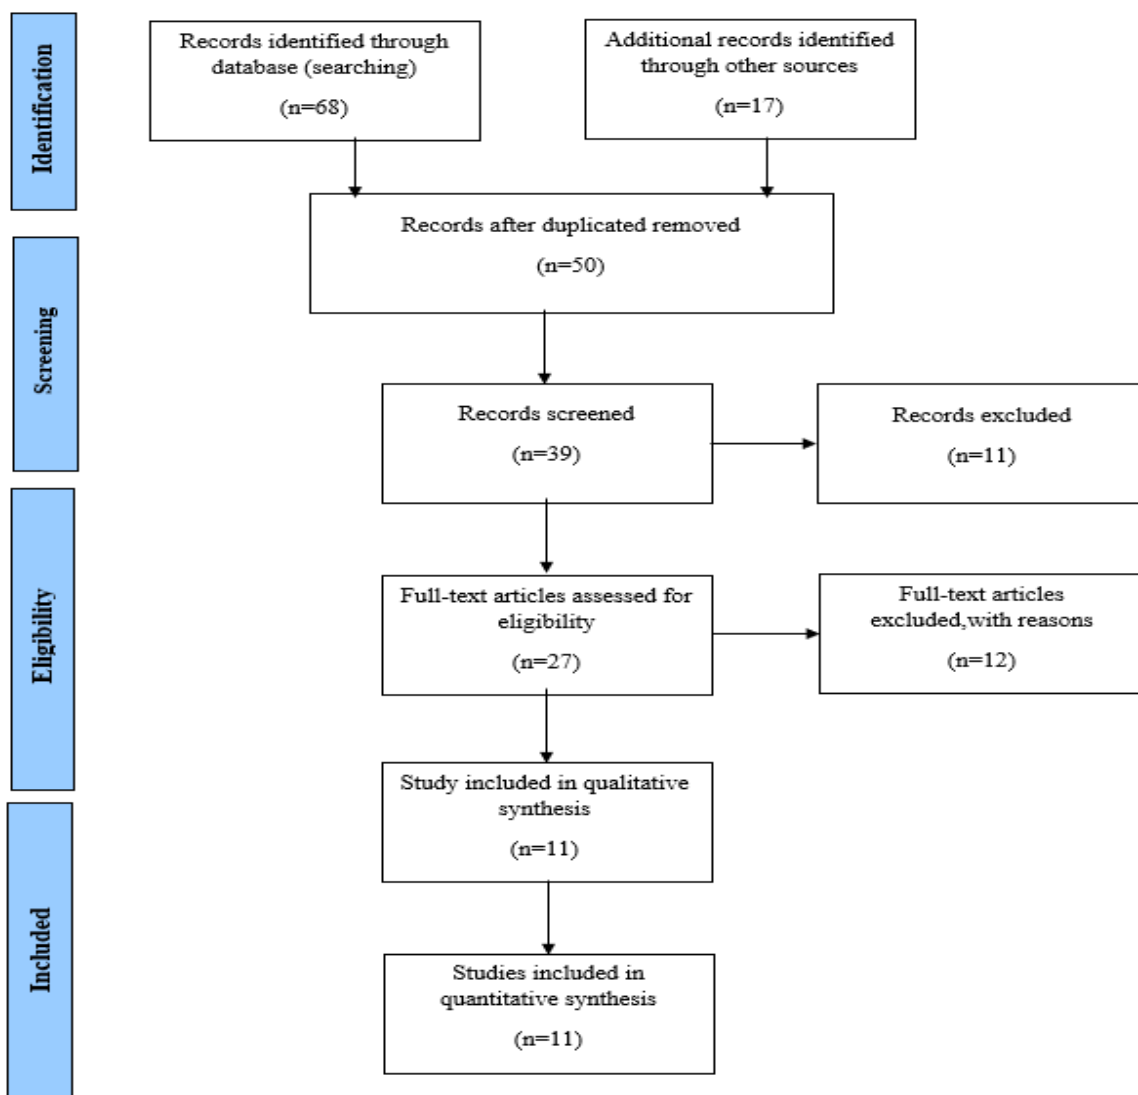 Identification
Records identified through
database (searching)
(n=68)
Additional records identified
through other sources
(n=17)
Records after duplicated removed
(n=50)
Screening
Records screened
(n=39)
Records excluded
(n=11)
Eligibility
Full-text articles assessed for
eligibility
(n=27)
Full-text articles
excluded,with reasons
(n=12)
Study included in qualitative
synthesis
(n=11)
Included
Studies included in
quantitative synthesis
(n=11)